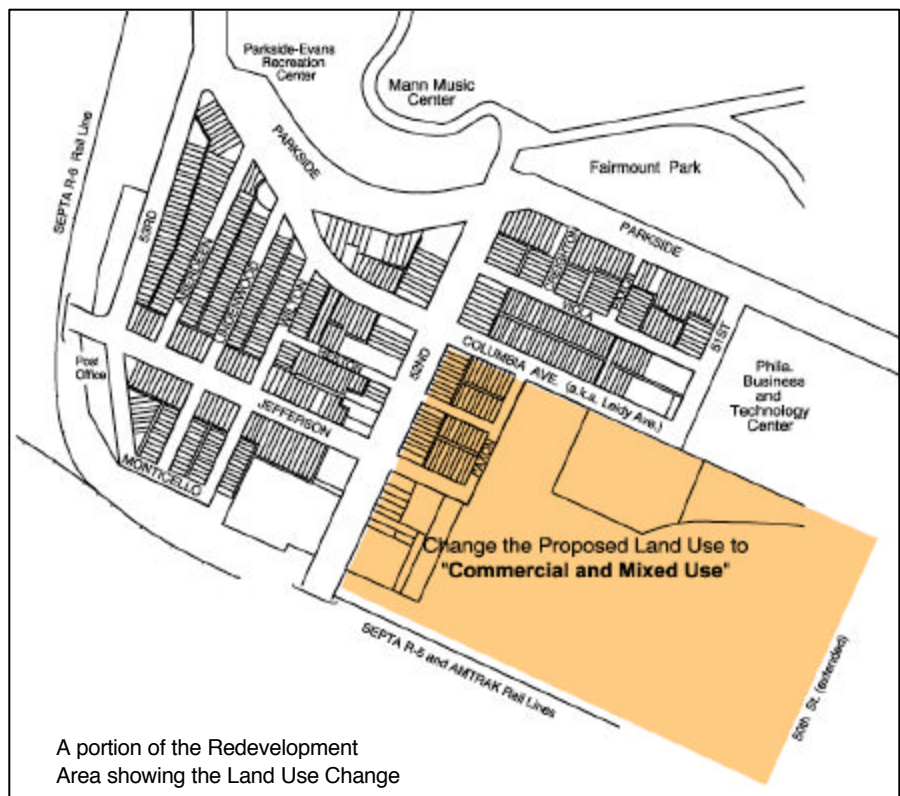 Parkside-Evans
Recreation
Center
Mann Music
Center
SEPTA R-6 Rail Line
PARKSIDE
Fairmount Park
53RD
PARKSIDE
51ST
52ND
COLUMBIA AVE. (a.k.a. Leidy Ave.)
Post
Office
JEFFERSON
MONTICELLO
PAXON
Phila.
Business
and
Technology
Center
Change the Proposed Land Use to
"Commercial and Mixed Use"
SEPTA R-5 and AMTRAK Rail Lines
50th St. (extended)
A portion of the Redevelopment
Area showing the Land Use Change